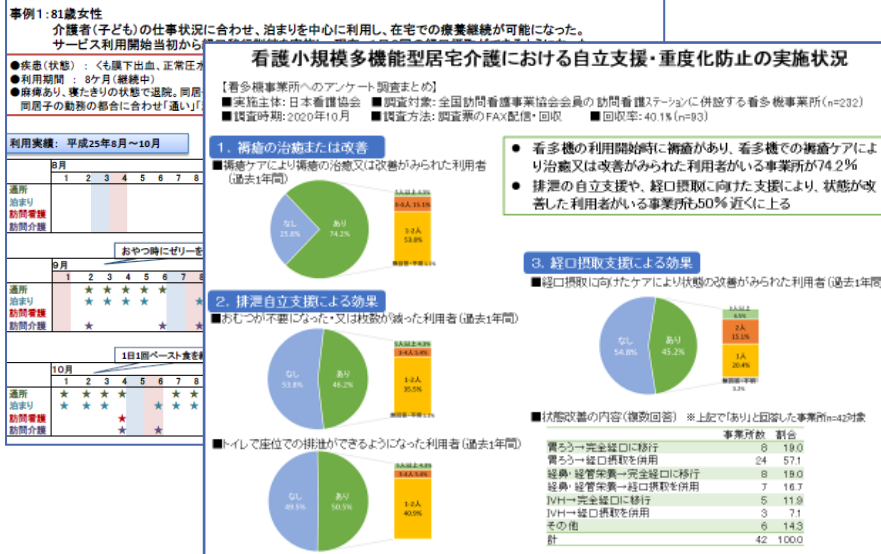 事例１：81歳女性
介護者（子ども）の仕事状況に合わせ、泊まりを中心に利用し、在宅での療養継続が可能になった。
サービス利用開始当初から
●疾患（状態）：くも膜下出血、正常圧水
●利用期間 ： 8ケ月（継続中）
●麻痺あり、寝たきりの状態で退院。同居
同居子の勤務の都合に合わせ「通い」「
利用実績： 平成25年8月～10月
8月
1 2 3 4 5 6 7 8
通所
泊まり
訪問看護
訪問介護
おやつ時にゼリーを
9月
1 2 3 4 5 6 7 8
通所 ★ ★ ★ ★ ★
泊まり ★ ★ ★ ★ ★
訪問看護
訪問介護 ★ ★ ★
1日1回ペースト食を
10月
1 2 3 4 5 6 7 8
通所 ★ ★ ★ ★ ★ ★
泊まり ★ ★ ★ ★ ★ ★
訪問看護 ★
訪問介護 ★ ★
看護小規模多機能型居宅介護における自立支援・重度化防止の実施状況
【看多機事業所へのアンケート調査まとめ】
■実施主体：日本看護協会 ■調査対象：全国訪問看護事業協会会員の訪問看護ステーションに併設する看多機事業所（n=232）
■調査時期：2020年10月 ■調査方法：調査票のFAX配信・回収 ■回収率：40.1%（n=93）
1．褥瘡の治癒または改善
■褥瘡ケアにより褥瘡の治癒又は改善がみられた利用者
（過去1年間）
なし
25.8%
あり
74.2%
3-4人 15.1%
1-2人
53.8%
● 看多機の利用開始時に褥瘡があり、看多機での褥瘡ケアによ
り治癒又は改善がみられた利用者がいる事業所が74.2%
● 排泄の自立支援や、経口摂取に向けた支援により、状態が改
善した利用者がいる事業所も50%近くに上る
2．排泄自立支援による効果
■おむつが不要になった・又は枚数が減った利用者（過去1年間）
なし
53.8%
あり
46.2%
1-2人
35.5%
■トイレで座位での排泄ができるようになった利用者（過去1年間）
なし
49.5%
あり
50.5%
1-2人
40.9%
3．経口摂取支援による効果
■経口摂取に向けたケアにより状態の改善がみられた利用者（過去1年間
なし
54.8%
あり
45.2%
2人
15.1%
1人
20.4%
■状態改善の内容（複数回答） ※上記で「あり」と回答した事業所n=42対象
事業所数 割合
胃ろう→完全経口に移行 8 19.0
胃ろう→経口摂取を併用 24 57.1
経鼻・経管栄養→完全経口に移行 8 19.0
経鼻・経管栄養→経口摂取を併用 7 16.7
IVH→完全経口に移行 5 11.9
IVH→経口摂取を併用 3 7.1
その他 6 14.3
計 42 100.0